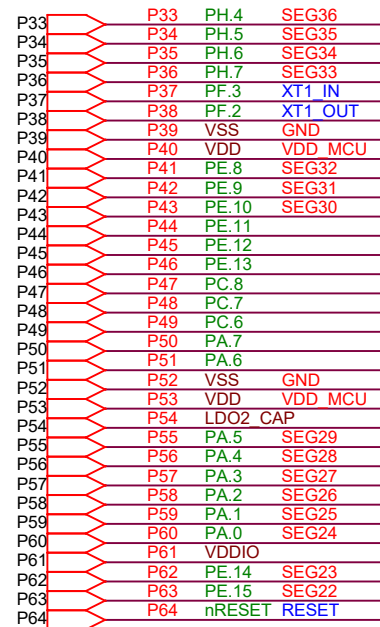 P33 P33 PH.4 SEG36
P34 P34 PH.5 SEG35
P35 P35 PH.6 SEG34
P36 P36 PH.7 SEG33
P37 P37 PF.3 XT1_IN
P38 P38 PF.2 XT1_OUT
P39 P39 VSS GND
P40 P40 VDD VDD_MCU
P41 P41 PE.8 SEG32
P42 P42 PE.9 SEG31
P43 P43 PE.10 SEG30
P44 P44 PE.11
P45 P45 PE.12
P46 P46 PE.13
P47 P47 PC.8
P48 P48 PC.7
P49 P49 PC.6
P50 P50 PA.7
P51 P51 PA.6
P52 P52 VSS GND
P53 P53 VDD VDD_MCU
P54 P54 LDO2_CAP
P55 P55 PA.5 SEG29
P56 P56 PA.4 SEG28
P57 P57 PA.3 SEG27
P58 P58 PA.2 SEG26
P59 P59 PA.1 SEG25
P60 P60 PA.0 SEG24
P61 P61 VDDIO
P62 P62 PE.14 SEG23
P63 P63 PE.15 SEG22
P64 P64 nRESET RESET